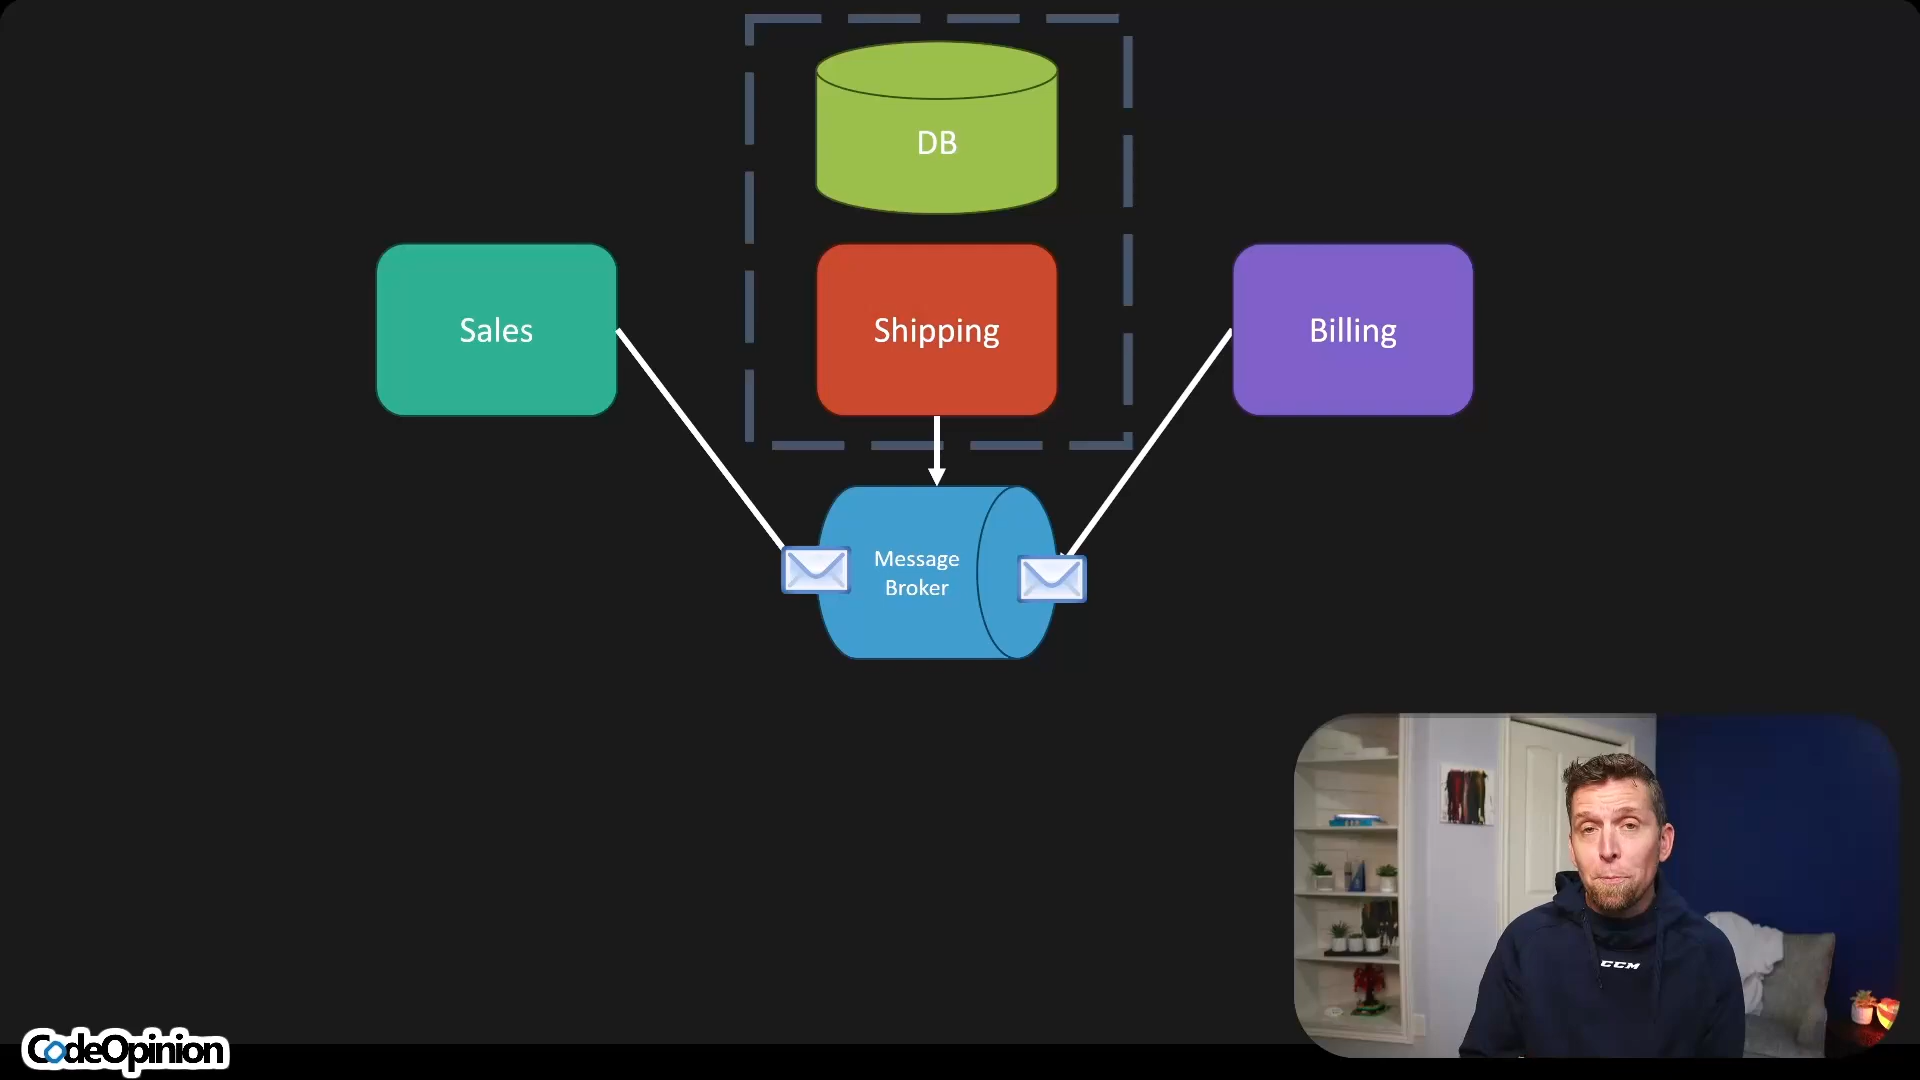 DB
Sales
Shipping
Billing
Message
Broker
CCM
CodeOpinion